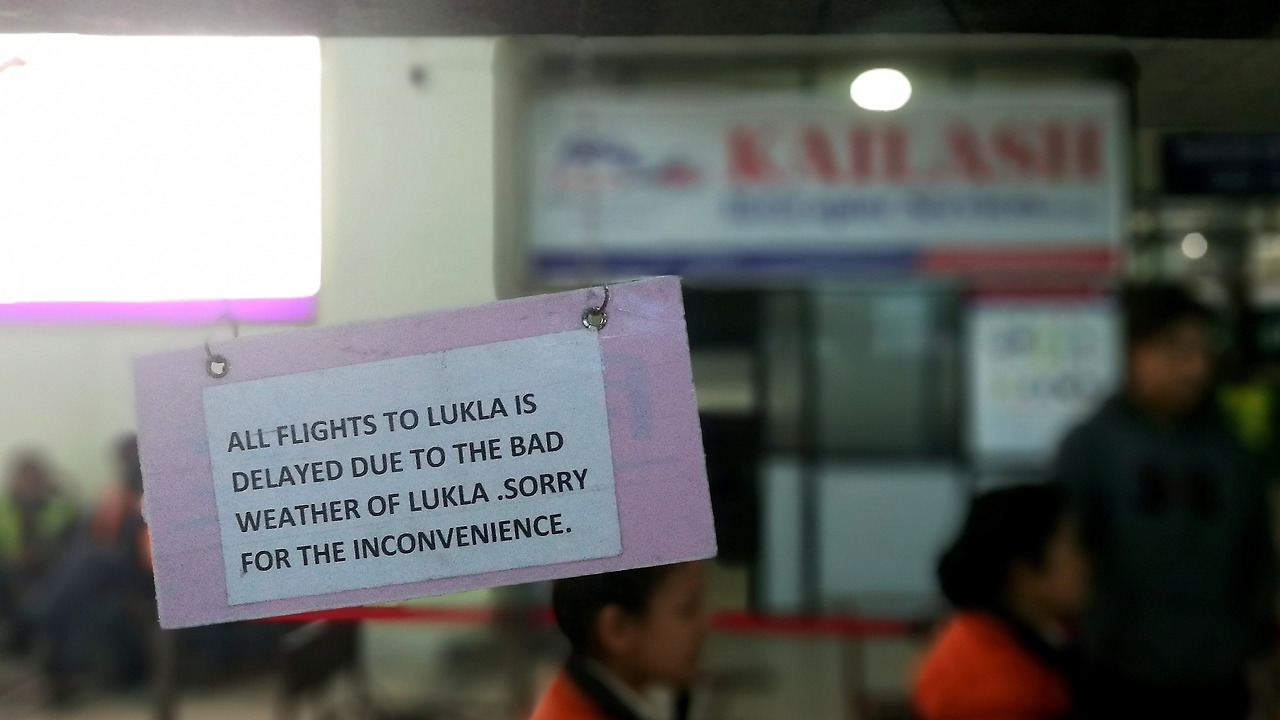 KAILASH
ALL FLIGHTS TO LUKLA IS
DELAYED DUE TO THE BAD
WEATHER OF LUKLA .SORRY
FOR THE INCONVENIENCE.